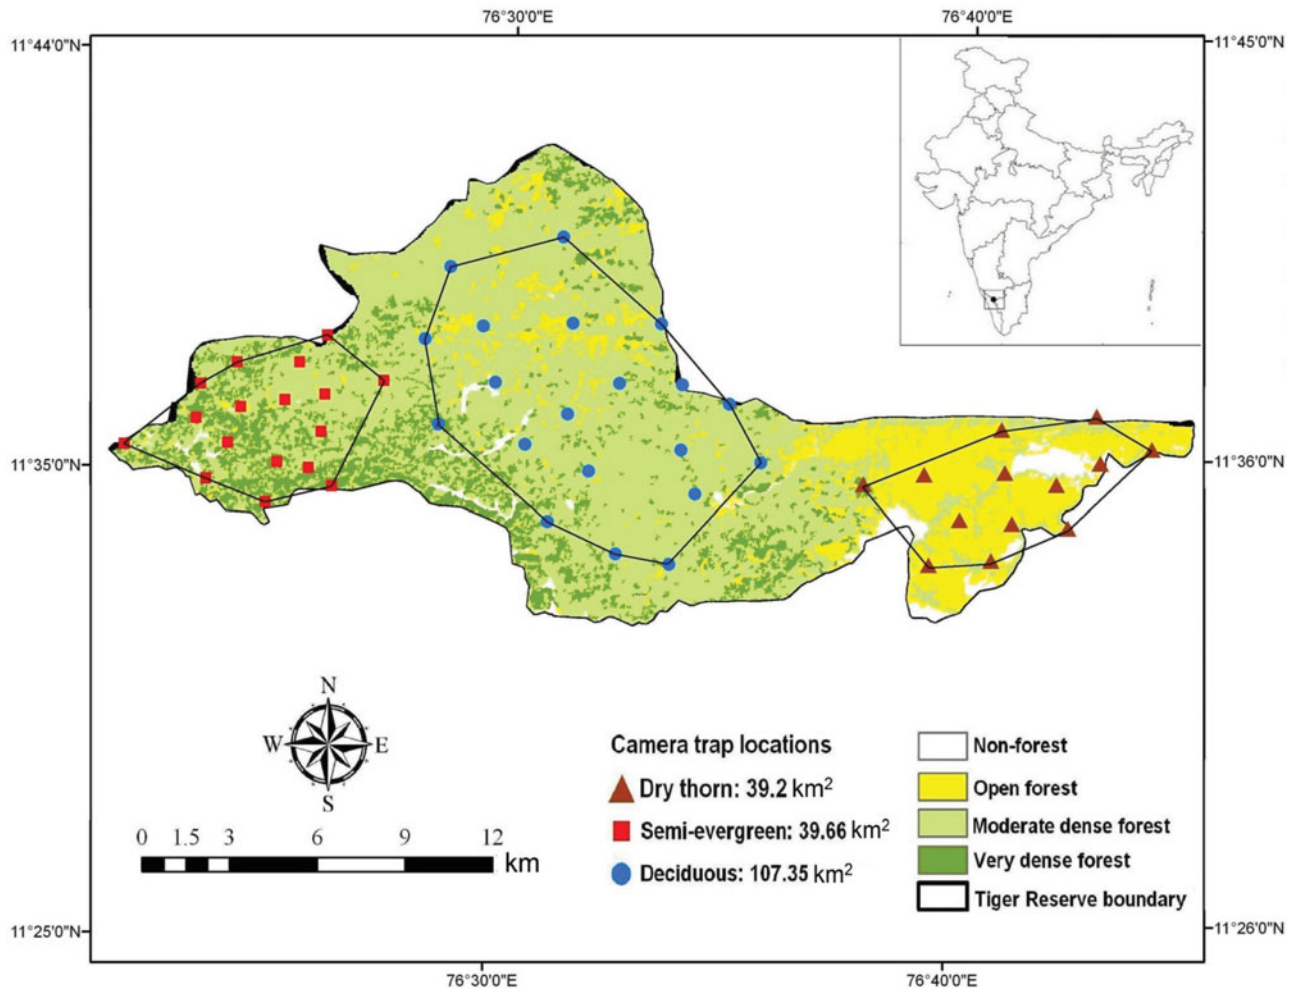 76°30'0"E
76°40'0"E
11°44'0"N
11°45'0"N
11°35'0"N
11°36'0"N
N
W
E
S
Camera trap locations
Dry thorn: 39.2 km²
Semi-evergreen: 39.66 km²
Deciduous: 107.35 km²
Non-forest
Open forest
Moderate dense forest
Very dense forest
Tiger Reserve boundary
0 1.5 3 6 9 12
km
11°25'0"N
11°26'0"N
76°30'0"E
76°40'0"E